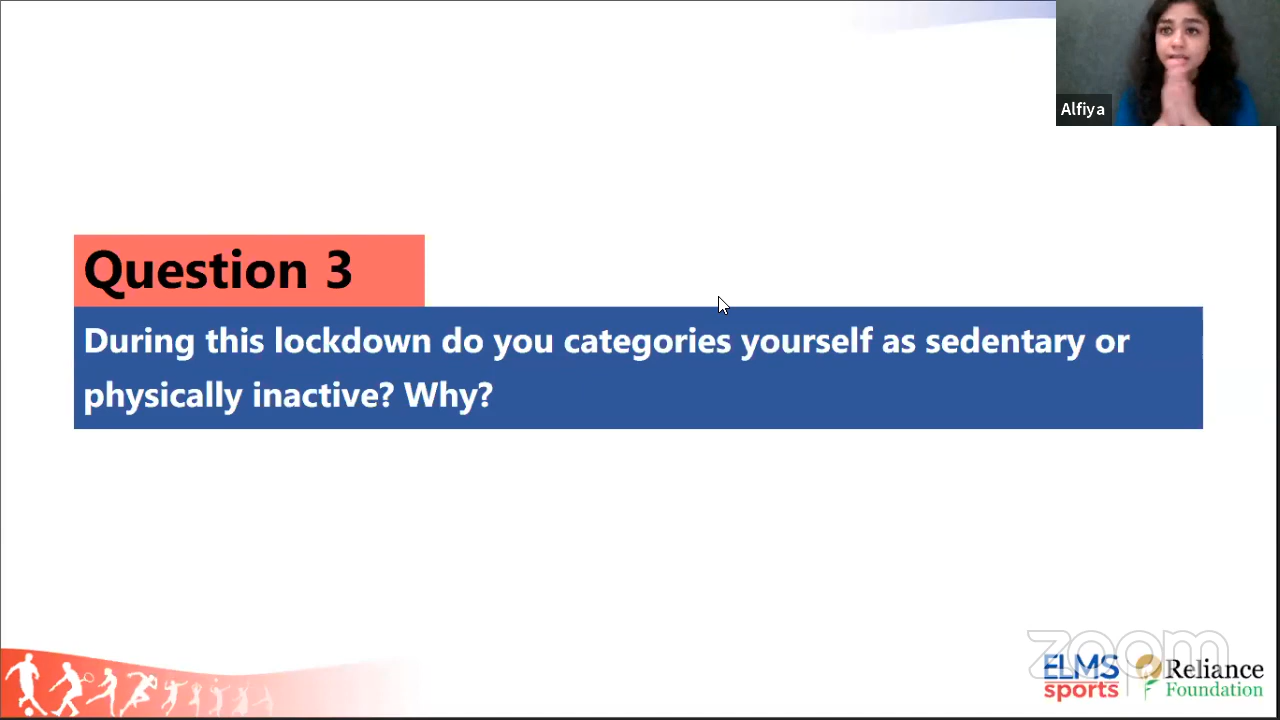 Alfiya
Question 3
During this lockdown do you categories yourself as sedentary or
physically inactive? Why?
zoom
ELMS
sports
Reliance
Foundation